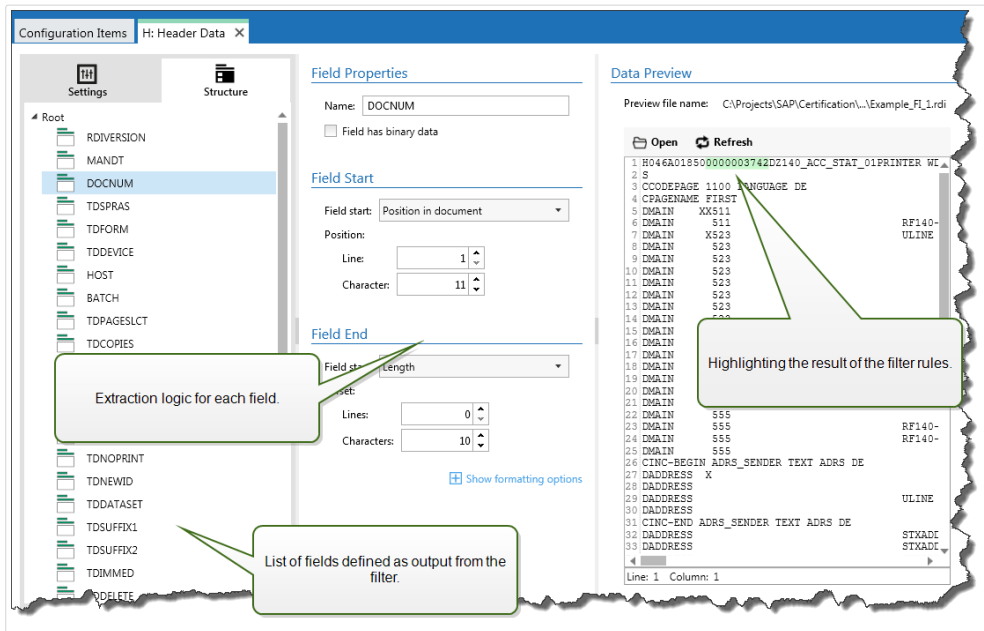 Configuration Items
H: Header Data
Settings
Structure
Root
RDIVERSION
MANDT
DOCNUM
TDSPRAS
TDFORM
TDDEVICE
HOST
BATCH
TDPAGESLCT
TDCOPIES
TDNOPRINT
TDNEWID
TDDATASET
TDSUFFIX1
TDSUFFIX2
TDIMMED
Extraction logic for each field.
List of fields defined as output from the
filter.
Field Properties
Name: DOCNUM
Field has binary data
Field Start
Field start: Position in document
Position:
Line: 1
Character: 11
Field End
Length
Lines: 0
Characters: 10
Show formatting options
Data Preview
Preview file name: C:\Projects\SAP\Certification\...\Example_FI_1.rdi
Open Refresh
1 H046A018500000003742DZ140_ACC_STAT_01PRINTER WI
2 S
3 CCODEPAGE 1100 LANGUAGE DE
4 CPAGENAME FIRST
5 DMAIN XX511
6 DMAIN 511 RF140-
7 DMAIN X523 ULINE
8 DMAIN 523
9 DMAIN 523
10 DMAIN 523
11 DMAIN 523
12 DMAIN 523
13 DMAIN 523
14 DMAIN
15 DMAIN
16 DMAIN
17 DMAIN
18 DMAIN
19 DMAIN
20 DMAIN
21 DMAIN
22 DMAIN 555
23 DMAIN 555 RF140-
24 DMAIN 555 RF140-
25 DMAIN 555
26 CINC-BEGIN ADRS_SENDER TEXT ADRS DE
27 DADDRESS X
28 DADDRESS
29 DADDRESS ULINE
30 DADDRESS
31 CINC-END ADRS_SENDER TEXT ADRS DE
32 DADDRESS STXADD
33 DADDRESS STXADD
Highlighting the result of the filter rules.
Line: 1 Column: 1